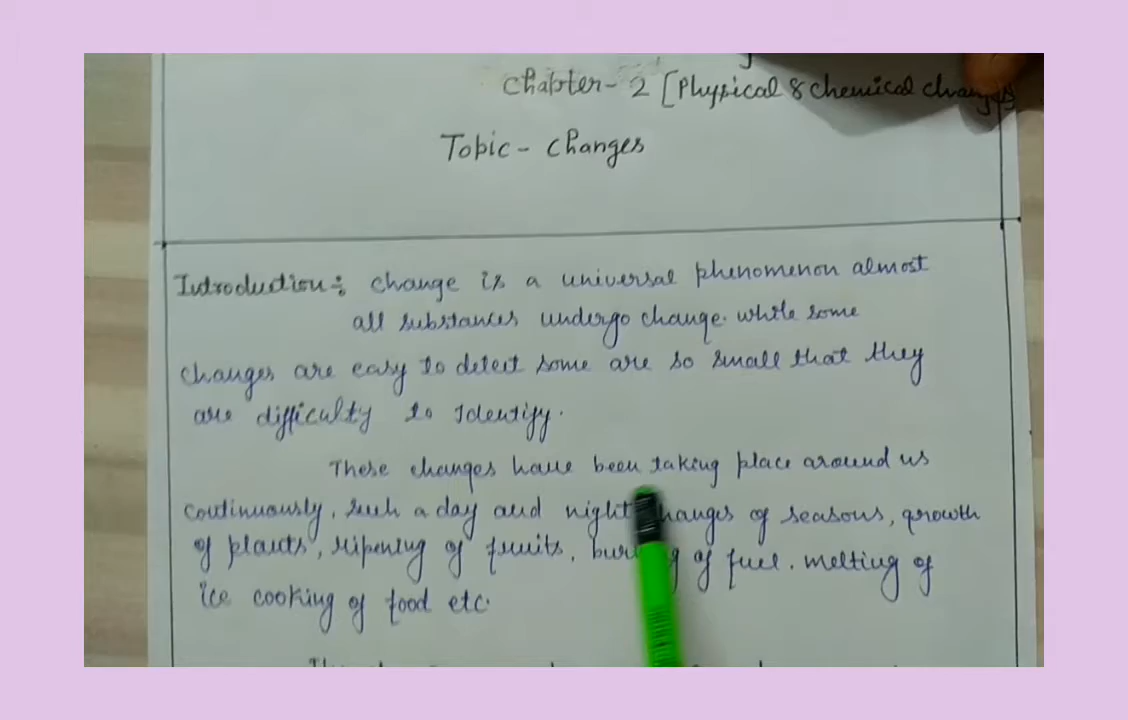 Chapter- 2 [Physical & chemical changes]
Topic - changes
Introduction:- change is a universal phenomenon almost
all substances undergo change. while some
changes are easy to detect some are so small that they
are difficulty to identify.
These changes have been taking place around us
continuously, such a day and night changes of seasons, growth
of plants, ripening of fruits, burning of fuel. melting of
ice cooking of food etc.